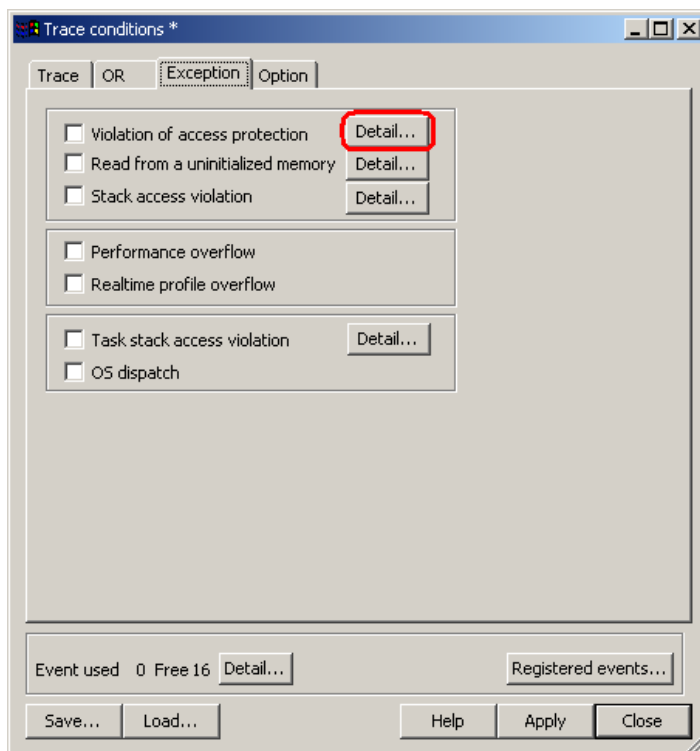 Trace conditions *
Trace OR Exception Option
Violation of access protection Detail...
Read from a uninitialized memory Detail...
Stack access violation Detail...
Performance overflow
Realtime profile overflow
Task stack access violation Detail...
OS dispatch
Event used 0 Free 16 Detail... Registered events...
Save... Load... Help Apply Close